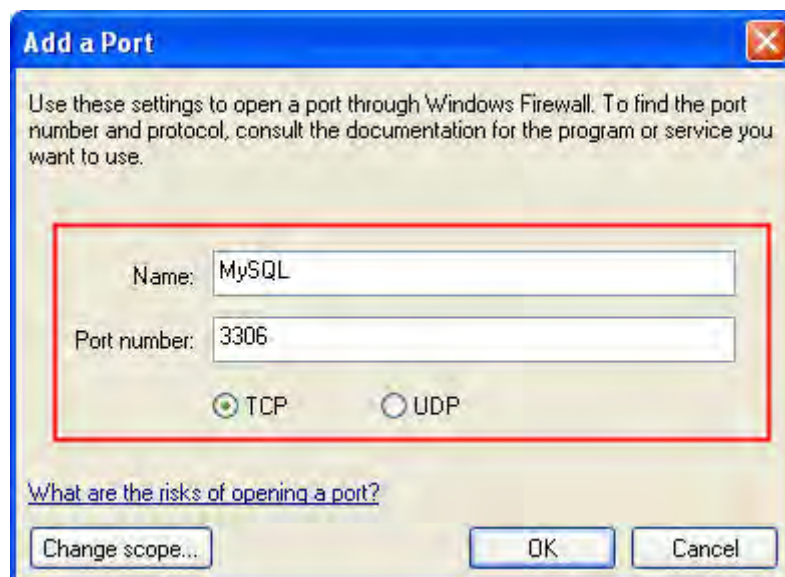 Add a Port
Use these settings to open a port through Windows Firewall. To find the port
number and protocol, consult the documentation for the program or service you
want to use.
Name: MySQL
Port number: 3306
TCP UDP
What are the risks of opening a port?
Change scope... OK Cancel